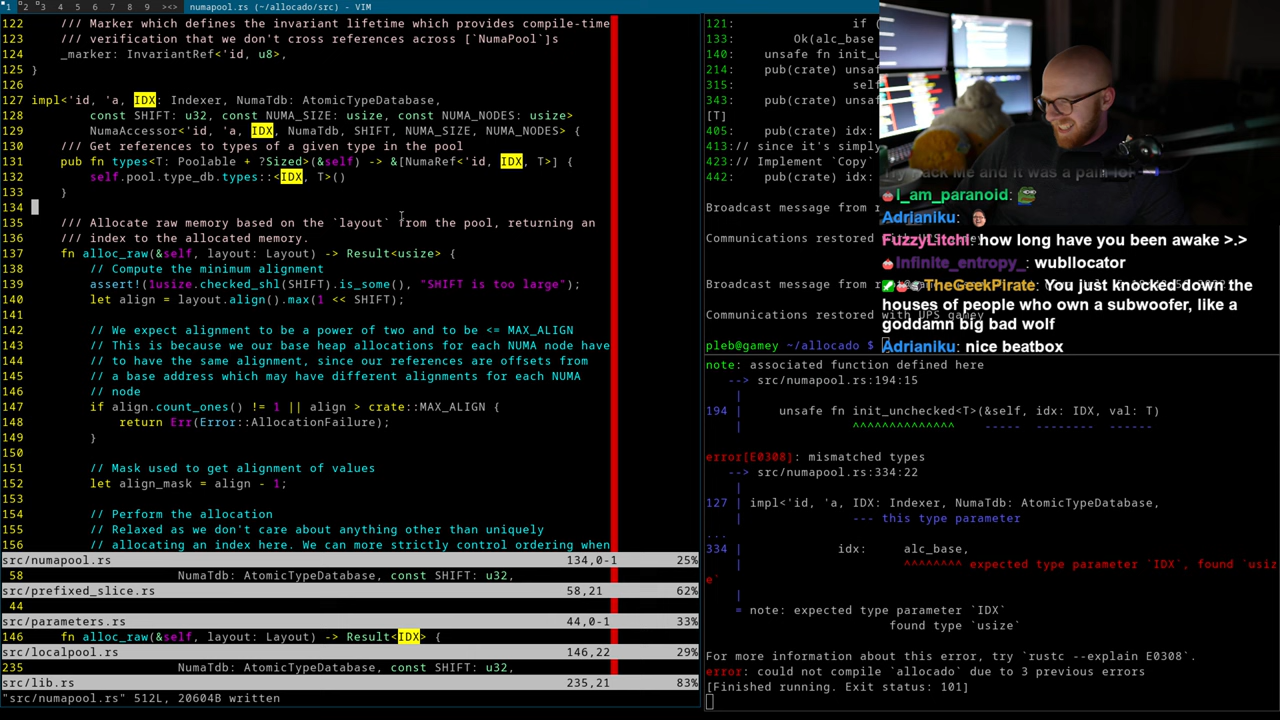 1 2 3 4 5 6 7 8 9 ><> numapool.rs (~/allocado/src) - VIM
122 /// Marker which defines the invariant lifetime which provides compile-time
123 /// verification that we don't cross references across [`NumaPool`]s
124 _marker: InvariantRef<'id, u8>,
125 }
126
127 impl<'id, 'a, IDX: Indexer, NumaTdb: AtomicTypeDatabase,
128 const SHIFT: u32, const NUMA_SIZE: usize, const NUMA_NODES: usize>
129 NumaAccessor<'id, 'a, IDX, NumaTdb, SHIFT, NUMA_SIZE, NUMA_NODES> {
130 /// Get references to types of a given type in the pool
131 pub fn types<T: Poolable + ?Sized>(&self) -> &[NumaRef<'id, IDX, T>] {
132 self.pool.type_db.types::<IDX, T>()
133 }
134
135 /// Allocate raw memory based on the `layout` from the pool, returning an
136 /// index to the allocated memory.
137 fn alloc_raw(&self, layout: Layout) -> Result<usize> {
138 // Compute the minimum alignment
139 assert!(1usize.checked_shl(SHIFT).is_some(), "SHIFT is too large");
140 let align = layout.align().max(1 << SHIFT);
141
142 // We expect alignment to be a power of two and to be <= MAX_ALIGN
143 // This is because we our base heap allocations for each NUMA node have
144 // to have the same alignment, since our references are offsets from
145 // a base address which may have different alignments for each NUMA
146 // node
147 if align.count_ones() != 1 || align > crate::MAX_ALIGN {
148 return Err(Error::AllocationFailure);
149 }
150
151 // Mask used to get alignment of values
152 let align_mask = align - 1;
153
154 // Perform the allocation
155 // Relaxed as we don't care about anything other than uniquely
156 // allocating an index here. We can more strictly control ordering when
src/numapool.rs 134,0-1 25%
58 NumaTdb: AtomicTypeDatabase, const SHIFT: u32,
src/prefixed_slice.rs 58,21 62%
44
src/parameters.rs 44,0-1 33%
146 fn alloc_raw(&self, layout: Layout) -> Result<IDX> {
src/localpool.rs 146,22 29%
235 NumaTdb: AtomicTypeDatabase, const SHIFT: u32,
src/lib.rs 235,21 83%
"src/numapool.rs" 512L, 20604B written
121: if (
133: Ok(alc_base
140: unsafe fn init_u
214: pub(crate) unsaf
315: self
343: pub(crate) unsaf
[T]
405: pub(crate) idx:
413:// since it's simply
423:// Implement `Copy`
442: pub(crate) idx:
Broadcast message from r
Communications restored with UPS gamey
Broadcast message from r
Communications restored with UPS gamey
pleb@gamey ~/allocado $
I_am_paranoid:
Adrianiku:
FuzzyLitchi: how long have you been awake >.>
Infinite_entropy_: wubllocator
TheGeekPirate: You just knocked down the
houses of people who own a subwoofer, like a
goddamn big bad wolf
Adrianiku: nice beatbox
note: associated function defined here
--> src/numapool.rs:194:15
|
194 | unsafe fn init_unchecked<T>(&self, idx: IDX, val: T)
| ^^^^^^^^^^^^^^ ----- -------- ------
error[E0308]: mismatched types
--> src/numapool.rs:334:22
|
127 | impl<'id, 'a, IDX: Indexer, NumaTdb: AtomicTypeDatabase,
| --- this type parameter
...
334 | idx: alc_base,
| ^^^^^^^^ expected type parameter `IDX`, found `usiz
e`
|
= note: expected type parameter `IDX`
found type `usize`
For more information about this error, try `rustc --explain E0308`.
error: could not compile `allocado` due to 3 previous errors
[Finished running. Exit status: 101]